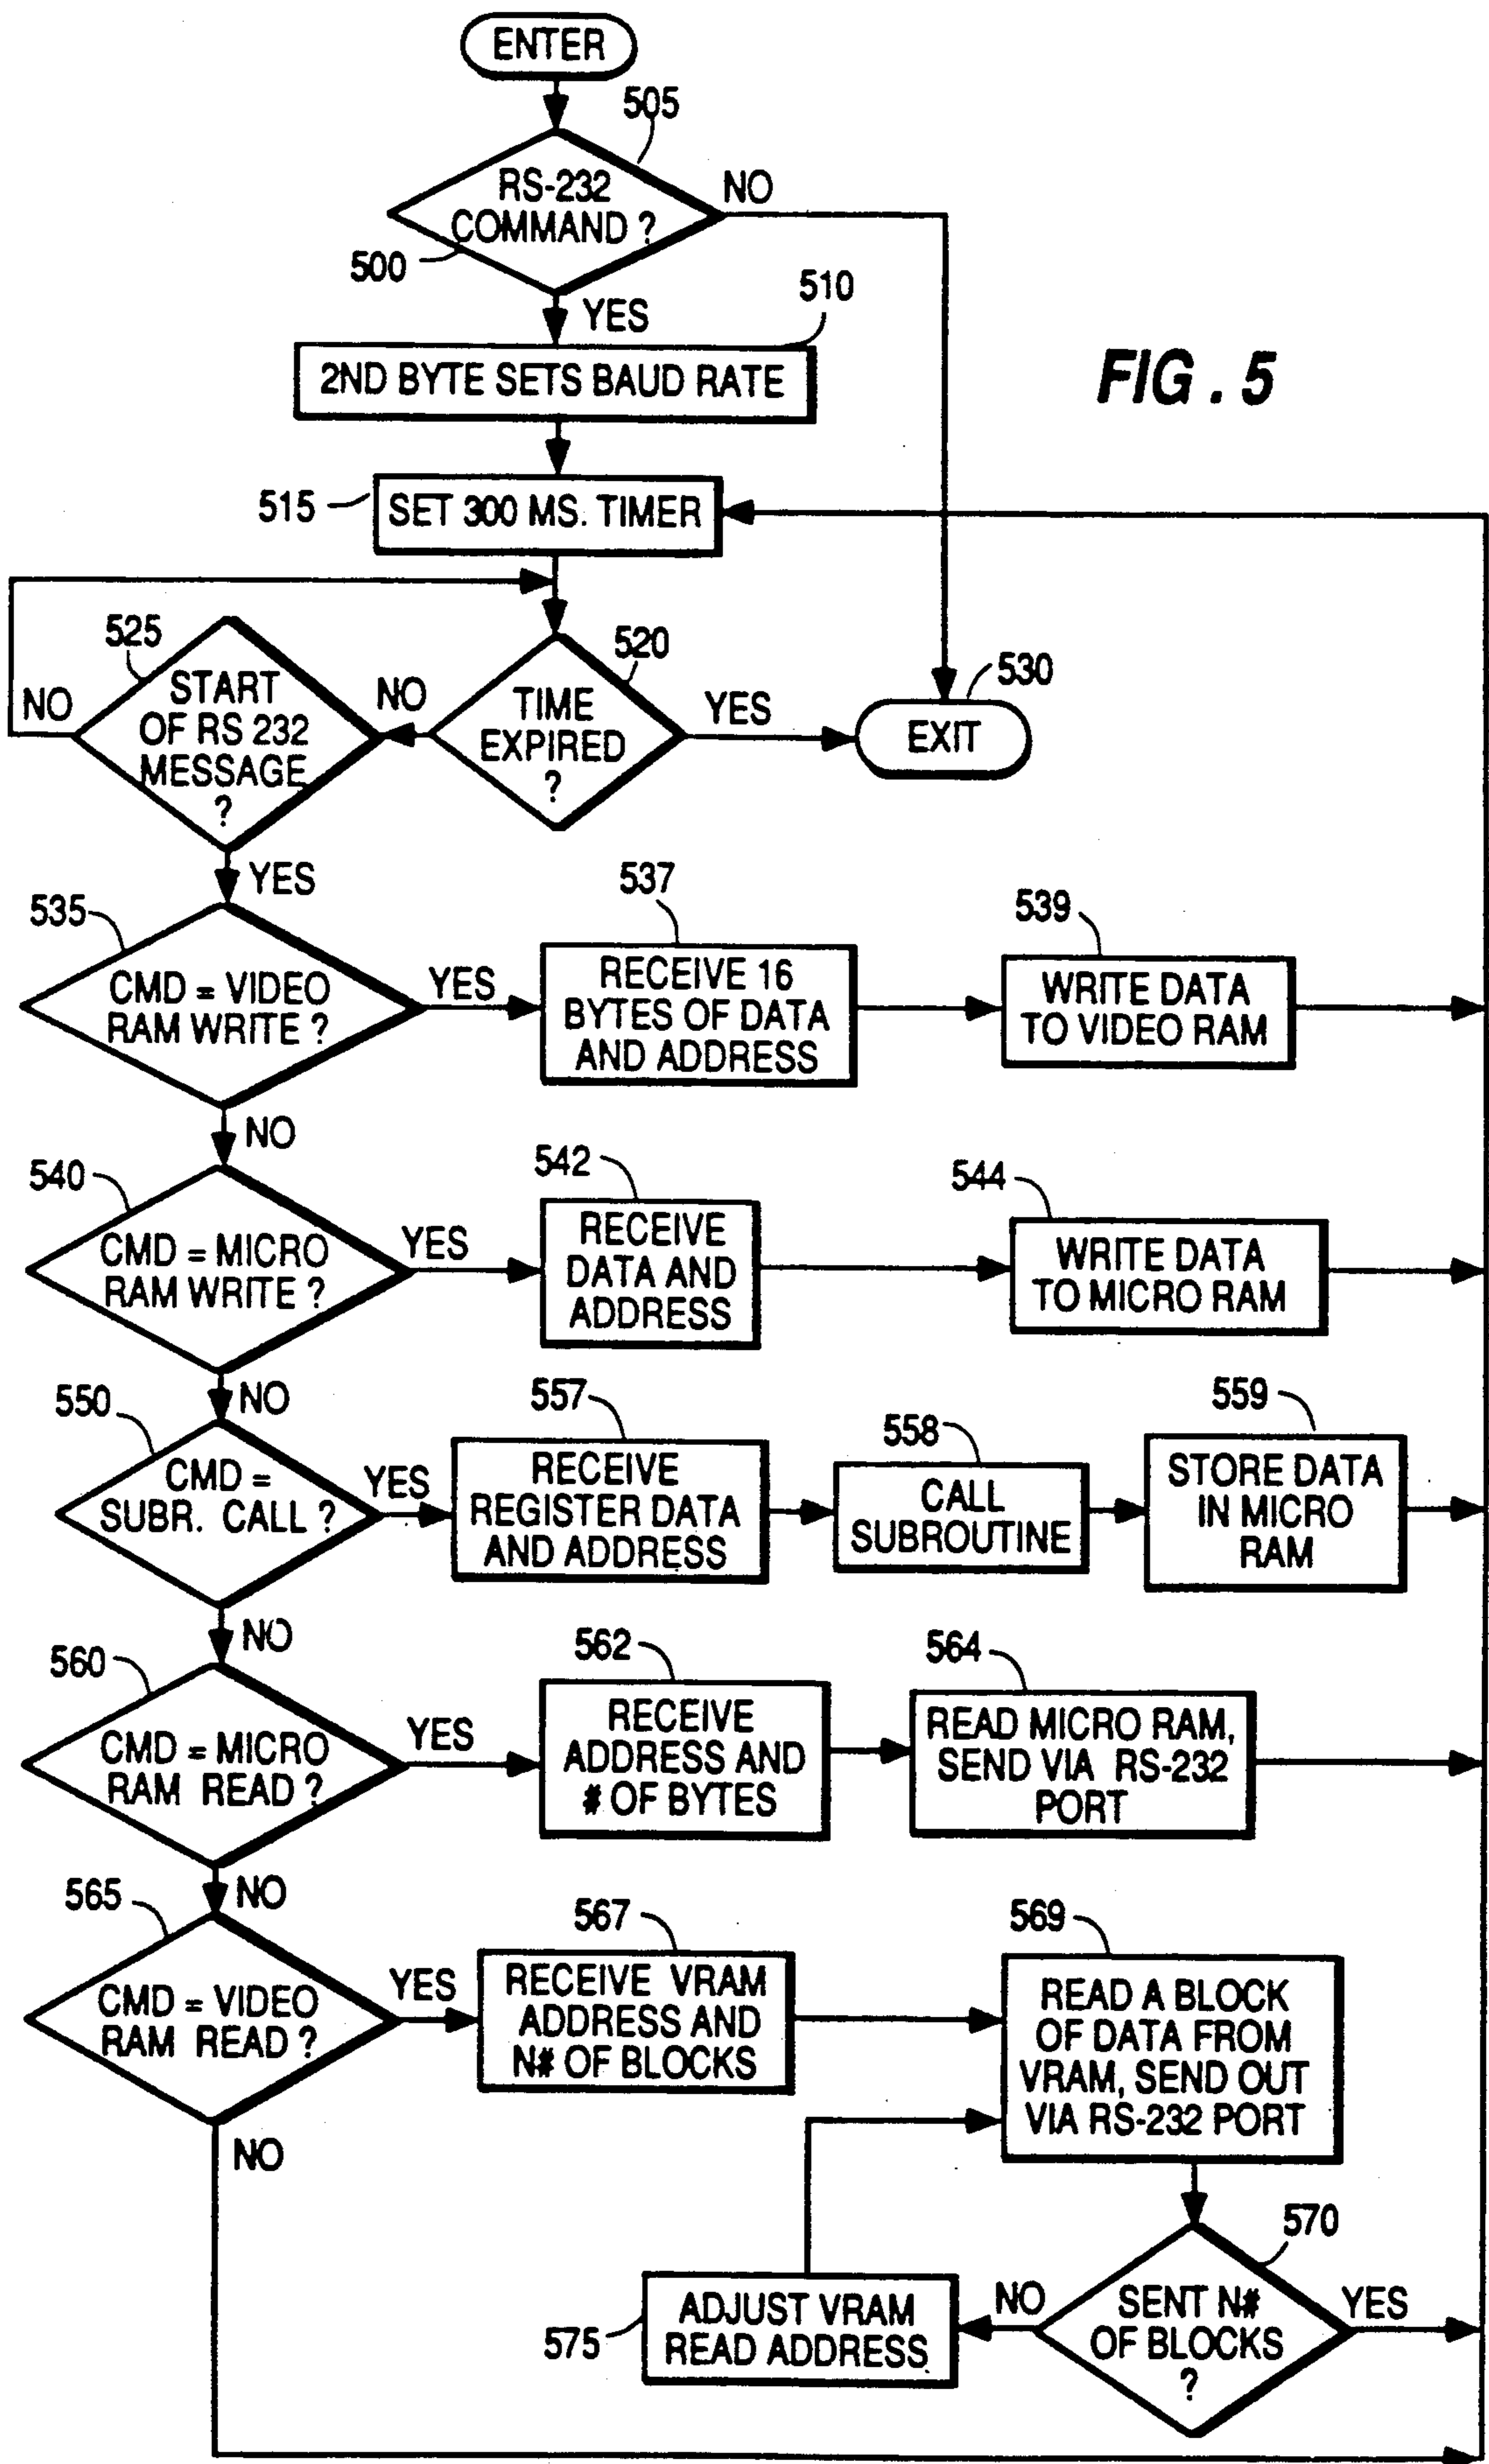 ENTER
505
RS-232
COMMAND ?
NO
500
YES
510
2ND BYTE SETS BAUD RATE
FIG . 5
515
SET 300 MS. TIMER
525
NO
START
OF RS 232
MESSAGE
?
NO
520
TIME
EXPIRED
?
YES
530
EXIT
YES
535
CMD = VIDEO
RAM WRITE ?
YES
537
RECEIVE 16
BYTES OF DATA
AND ADDRESS
539
WRITE DATA
TO VIDEO RAM
NO
540
CMD = MICRO
RAM WRITE ?
YES
542
RECEIVE
DATA AND
ADDRESS
544
WRITE DATA
TO MICRO RAM
NO
550
CMD =
SUBR. CALL ?
YES
557
RECEIVE
REGISTER DATA
AND ADDRESS
558
CALL
SUBROUTINE
559
STORE DATA
IN MICRO
RAM
NO
560
CMD = MICRO
RAM READ ?
YES
562
RECEIVE
ADDRESS AND
# OF BYTES
564
READ MICRO RAM,
SEND VIA RS-232
PORT
NO
565
CMD = VIDEO
RAM READ ?
YES
567
RECEIVE VRAM
ADDRESS AND
N# OF BLOCKS
569
READ A BLOCK
OF DATA FROM
VRAM, SEND OUT
VIA RS-232 PORT
NO
570
SENT N#
OF BLOCKS
?
YES
NO
575
ADJUST VRAM
READ ADDRESS